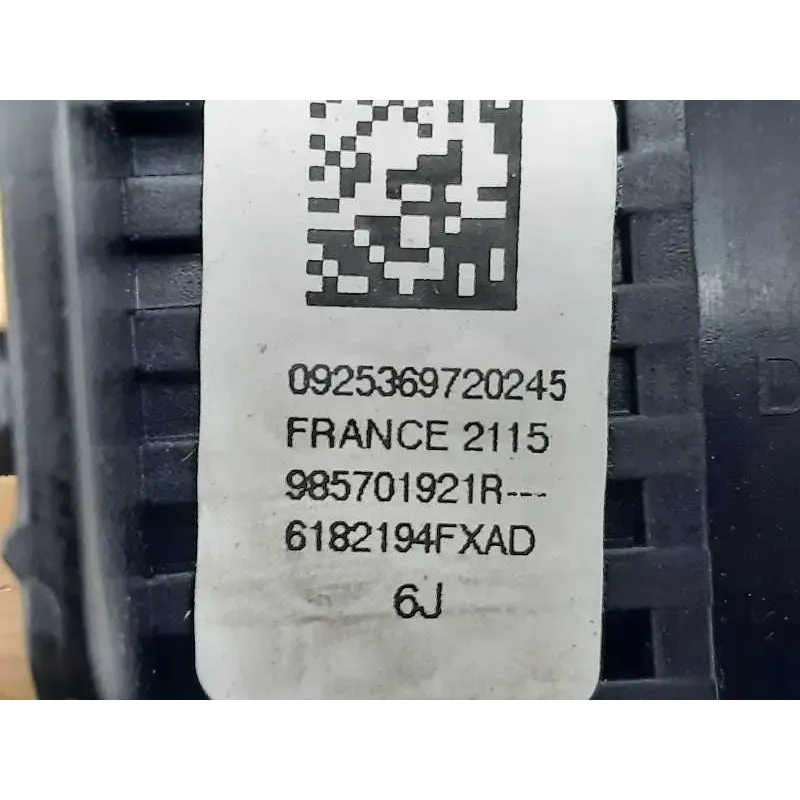 0925369720245
FRANCE 2115
985701921R---
6182194FXAD
6J